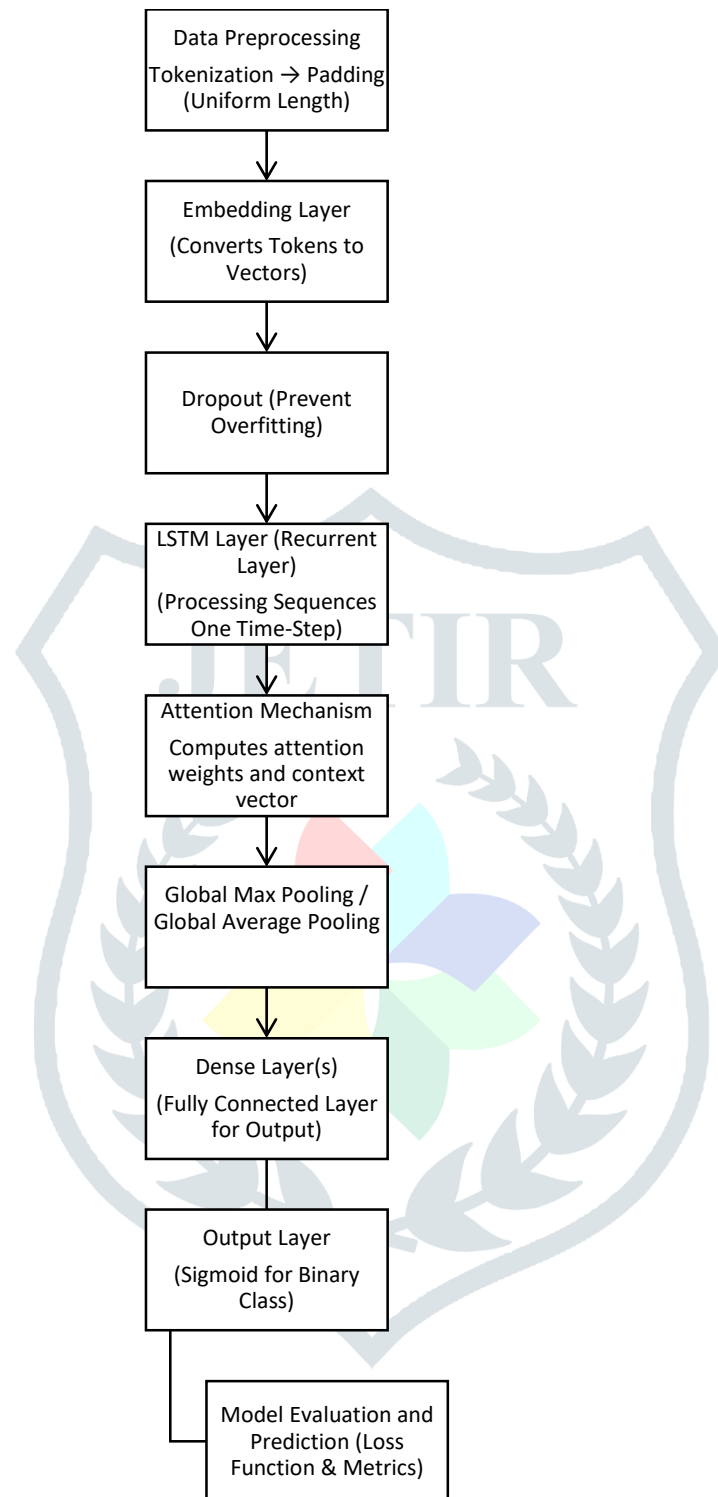 Data Preprocessing
Tokenization → Padding
(Uniform Length)
Embedding Layer
(Converts Tokens to
Vectors)
Dropout (Prevent
Overfitting)
LSTM Layer (Recurrent
Layer)
(Processing Sequences
One Time-Step)
JETIR
Attention Mechanism
Computes attention
weights and context
vector
Global Max Pooling /
Global Average Pooling
Dense Layer(s)
(Fully Connected Layer
for Output)
Output Layer
(Sigmoid for Binary
Class)
Model Evaluation and
Prediction (Loss
Function & Metrics)